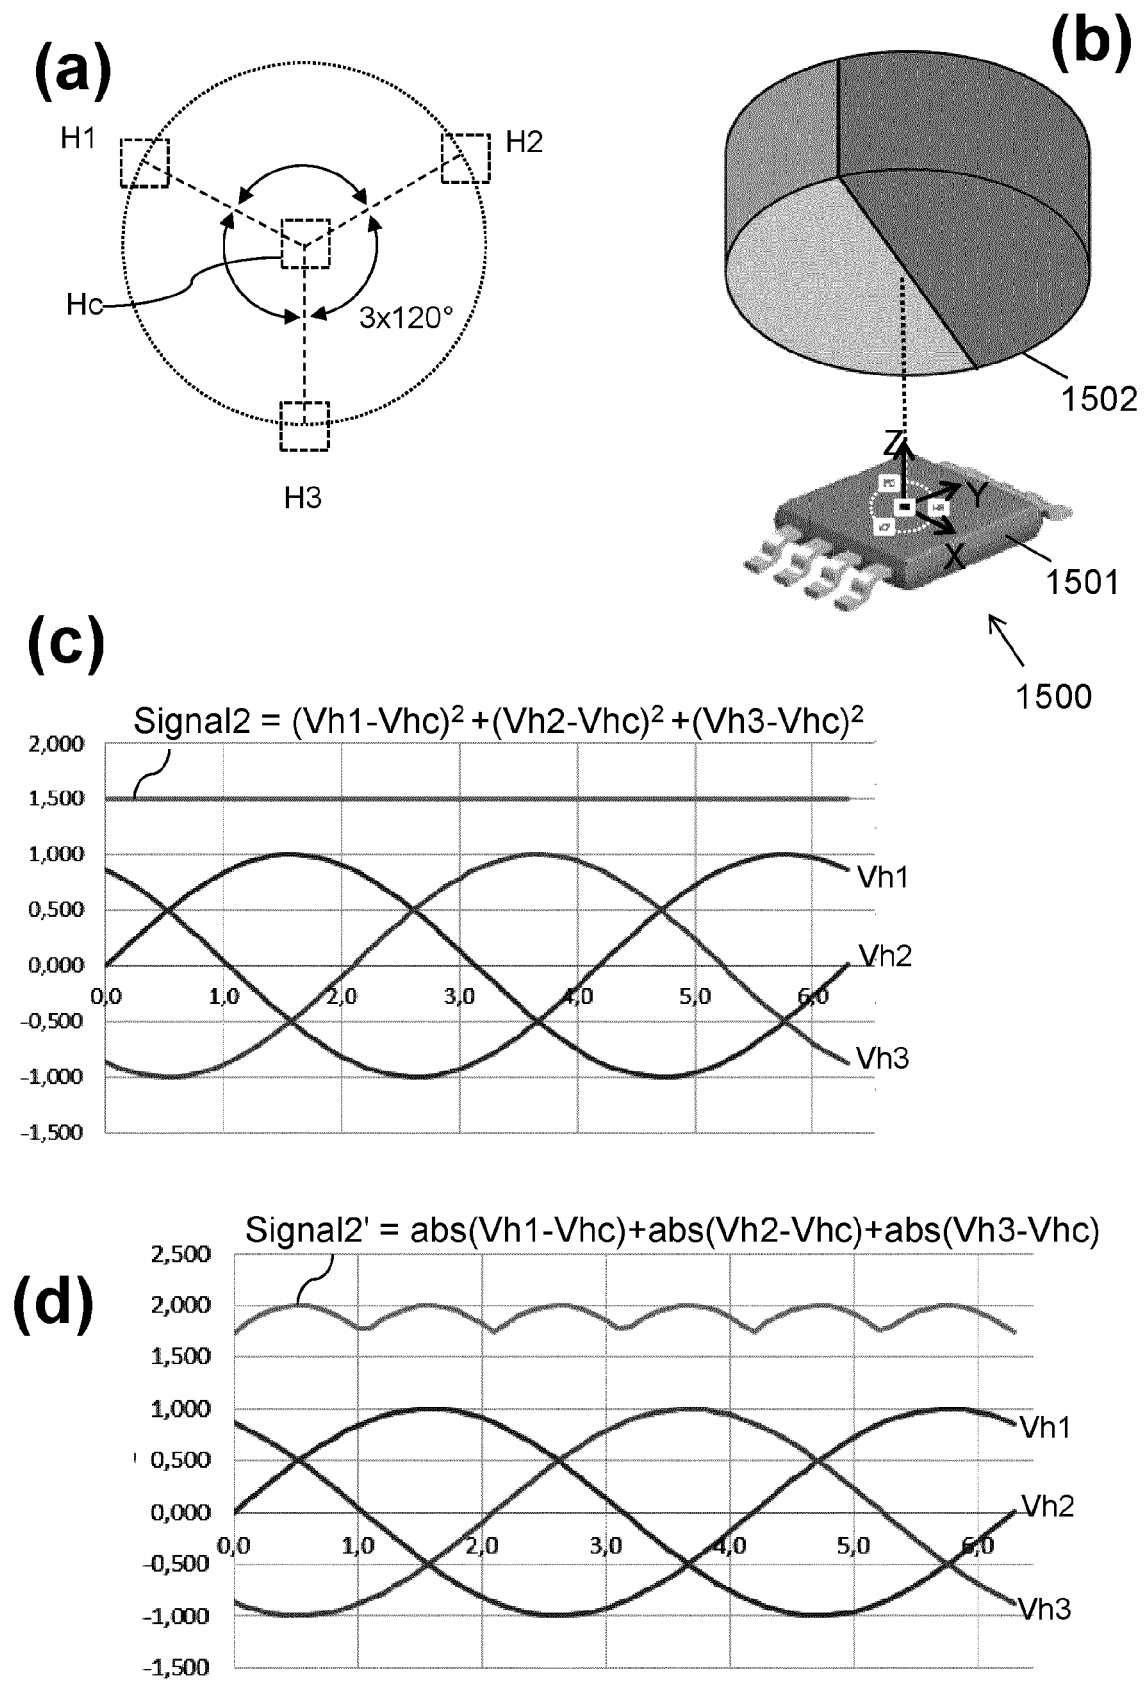 (a)
H1
H2
Hc
3x120°
H3
(b)
1502
Z
Y
X
1501
1500
(c)
Signal2 = (Vh1-Vhc)² +(Vh2-Vhc)² +(Vh3-Vhc)²
2,000
1,500
1,000
Vh1
0,500
Vh2
0,000
0,0 1,0 2,0 3,0 4,0 5,0 6,0
-0,500
Vh3
-1,000
-1,500
Signal2' = abs(Vh1-Vhc)+abs(Vh2-Vhc)+abs(Vh3-Vhc)
2,500
(d)
2,000
1,500
1,000
Vh1
0,500
0,000
Vh2
0,0 1,0 2,0 3,0 4,0 5,0 6,0
-0,500
-1,000
Vh3
-1,500